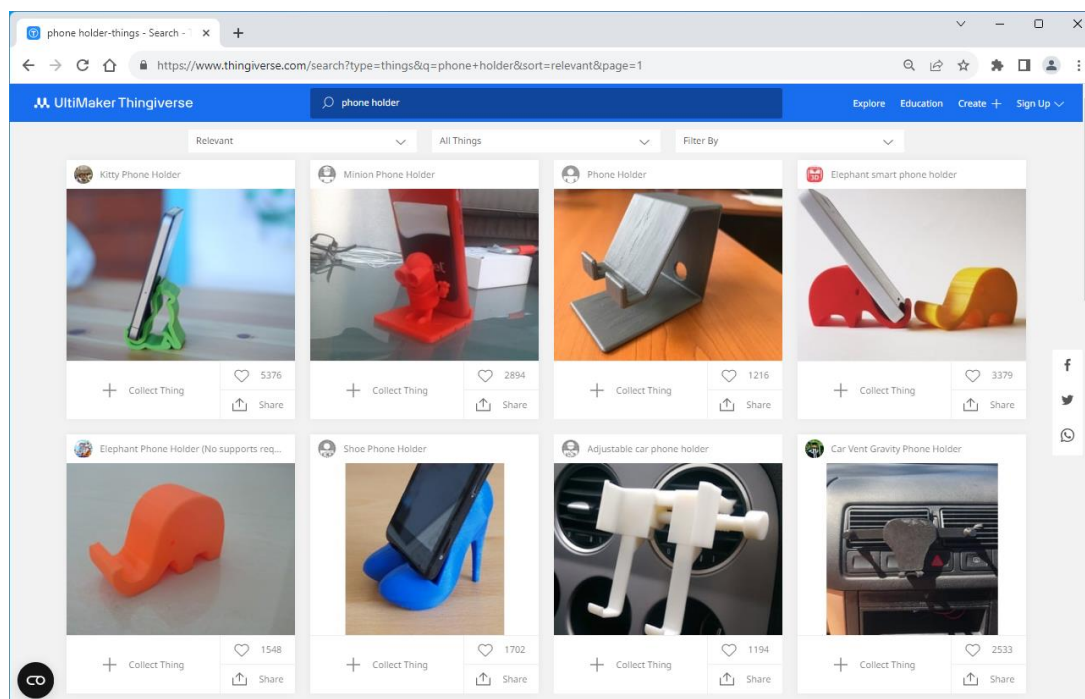 phone holder-things - Search - T
https://www.thingiverse.com/search?type=things&q=phone+holder&sort=relevant&page=1
UltiMaker Thingiverse
phone holder
Explore Education Create + Sign Up
Relevant
All Things
Filter By
Kitty Phone Holder
Minion Phone Holder
Phone Holder
Elephant smart phone holder
5376
Collect Thing
Share
2894
Collect Thing
Share
1216
Collect Thing
Share
3379
Collect Thing
Share
Elephant Phone Holder (No supports req...
Shoe Phone Holder
Adjustable car phone holder
Car Vent Gravity Phone Holder
1548
Collect Thing
Share
1702
Collect Thing
Share
1194
Collect Thing
Share
2533
Collect Thing
Share